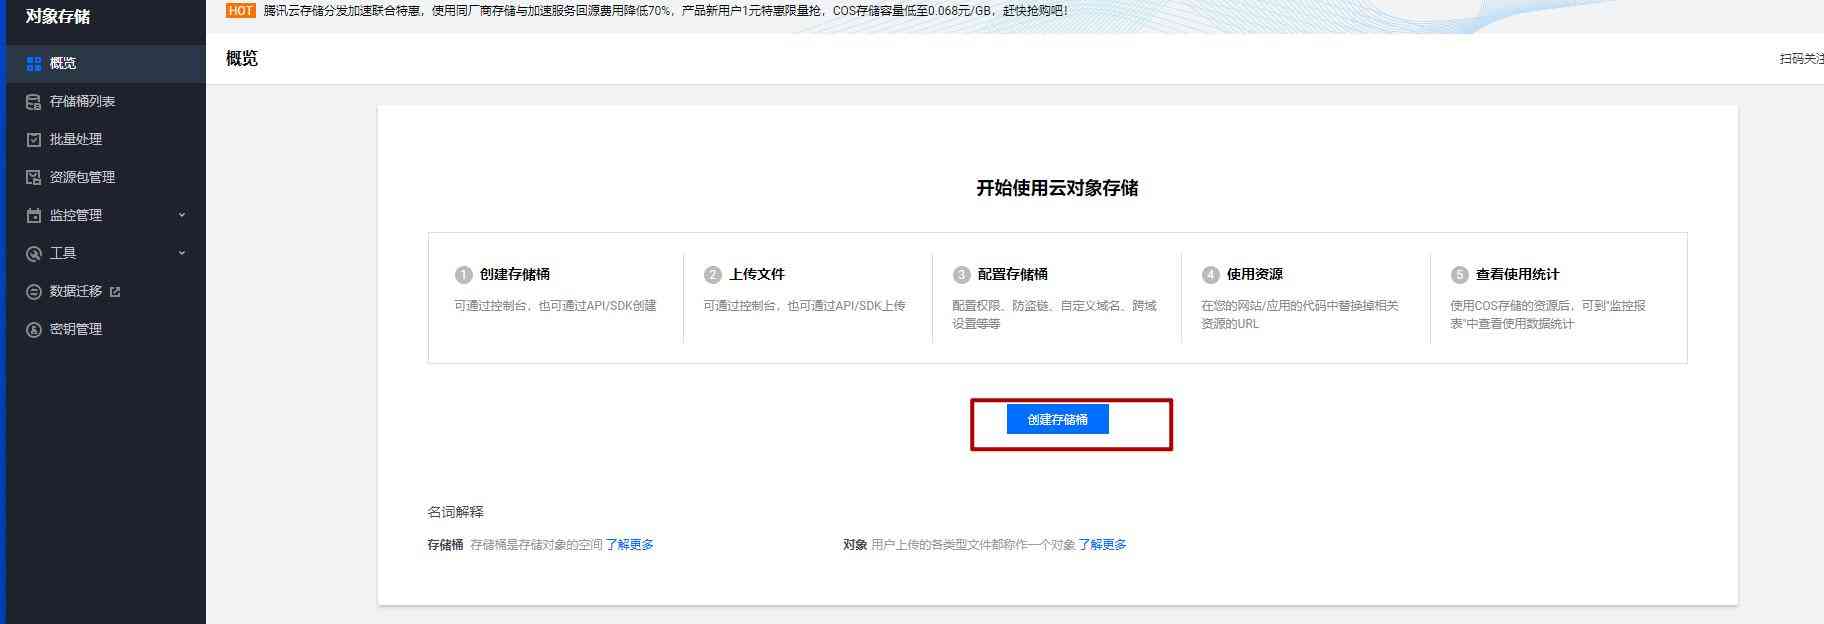 对象存储
HOT 腾讯云存储分发加速联合特惠，使用同厂商存储与加速服务回源费用降低70%，产品新用户1元特惠限量抢，COS存储容量低至0.068元/GB，赶快抢购吧！
概览
存储桶列表
批量处理
资源包管理
监控管理
工具
数据迁移
密钥管理
概览
扫码关注
开始使用云对象存储
1 创建存储桶
可通过控制台，也可通过API/SDK创建
2 上传文件
可通过控制台，也可通过API/SDK上传
3 配置存储桶
配置权限、防盗链、自定义域名、跨域
设置等等
4 使用资源
在您的网站/应用的代码中替换掉相关
资源的URL
5 查看使用统计
使用COS存储的资源后，可到"监控报
表"中查看使用数据统计
创建存储桶
名词解释
存储桶 存储桶是存储对象的空间 了解更多
对象 用户上传的各类型文件都称作一个对象 了解更多